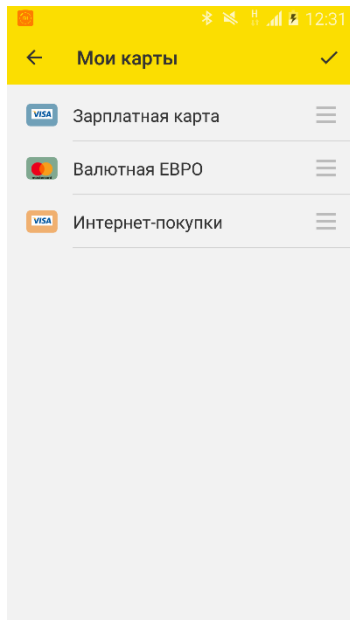 12:31
Мои карты
VISA Зарплатная карта
Валютная ЕВРО
VISA Интернет-покупки